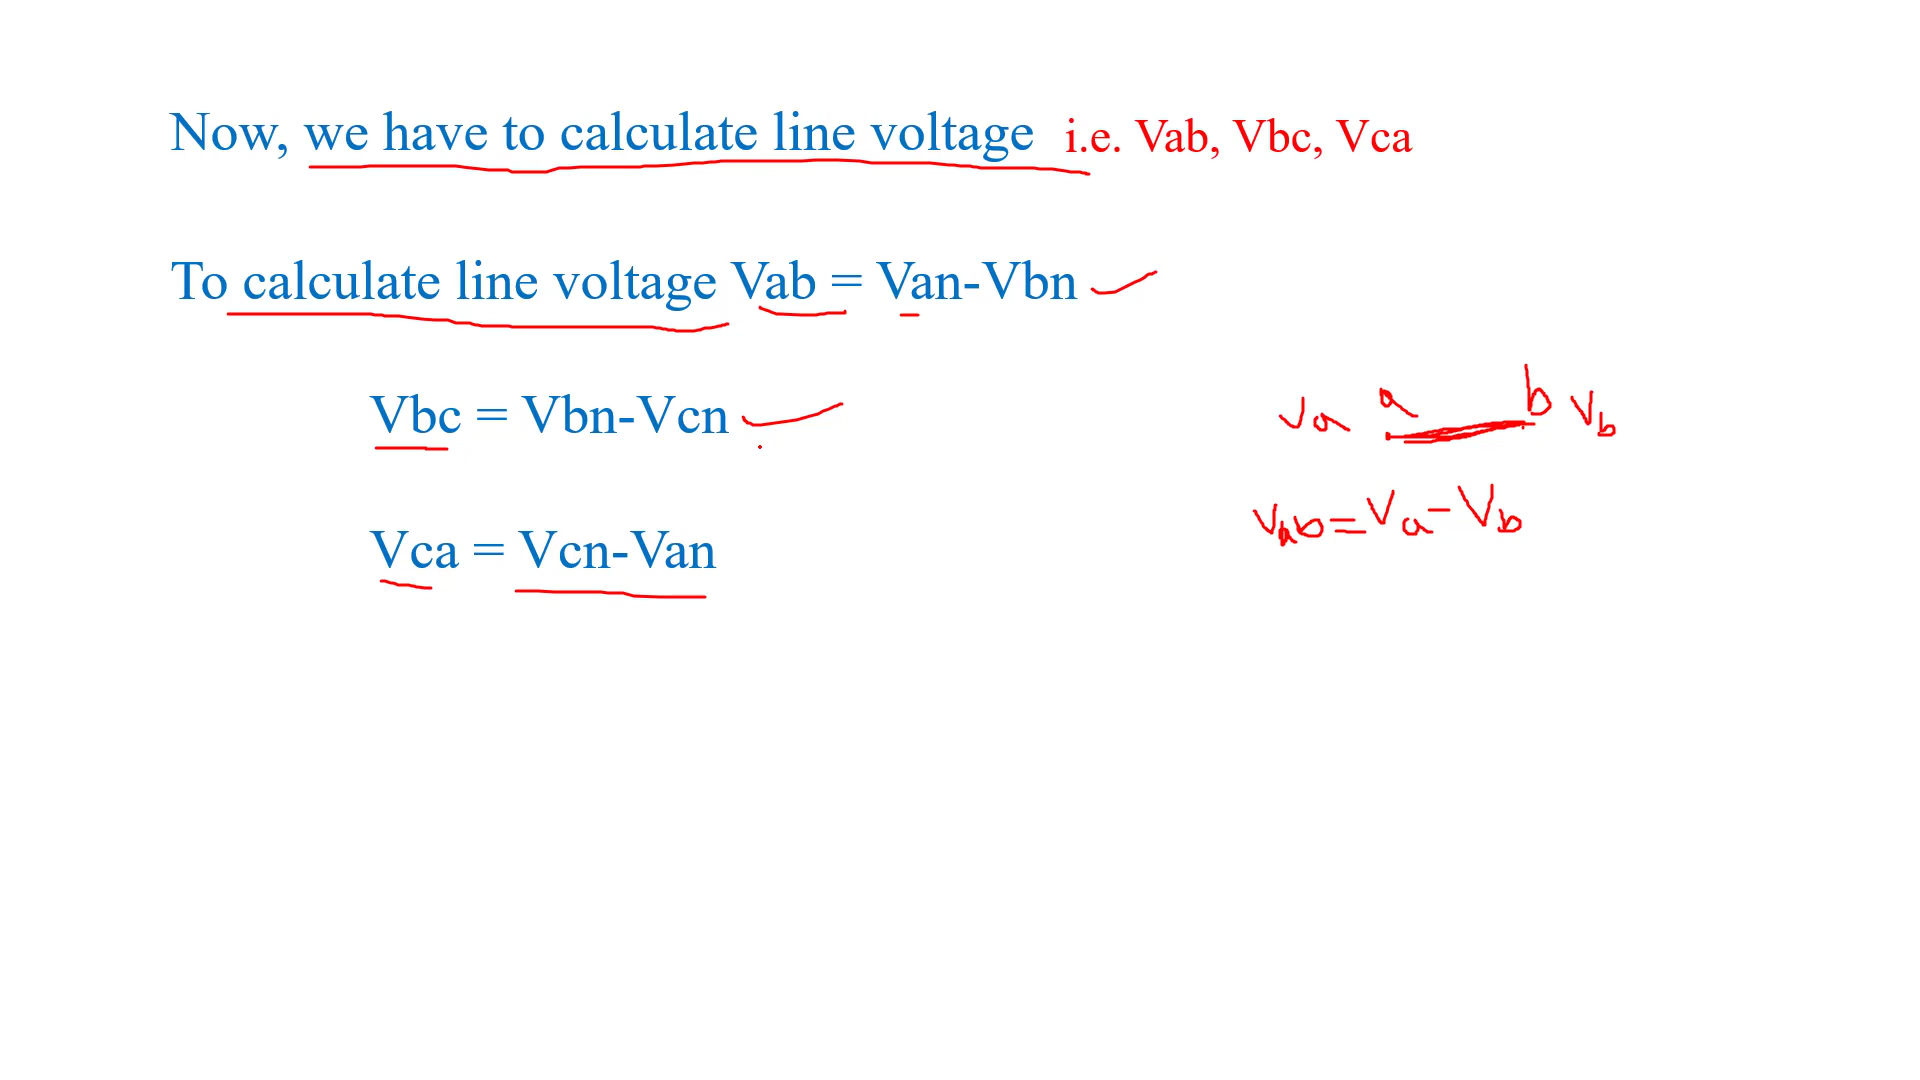 Now, we have to calculate line voltage i.e. Vab, Vbc, Vca
To calculate line voltage Vab = Van-Vbn
Vbc = Vbn-Vcn
Va a b Vb
Vab=Va-Vb
Vca = Vcn-Van